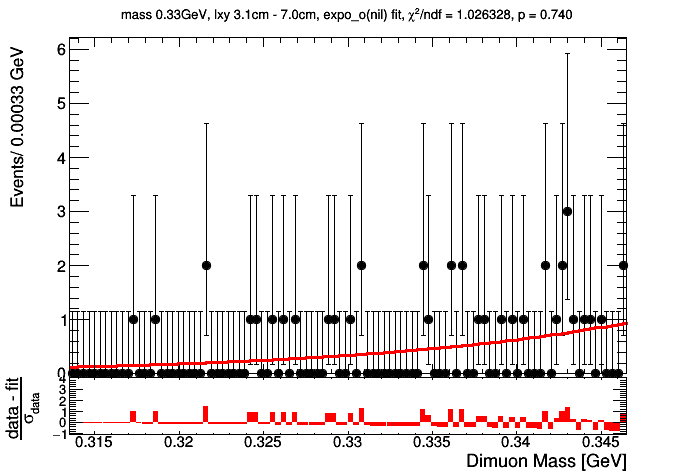 mass 0.33GeV, lxy 3.1cm - 7.0cm, expo_o(nil) fit, χ²/ndf = 1.026328, p = 0.740
Events/ 0.00033 GeV
6
5
4
3
2
1
0
data - fit
σdata
4
3
2
1
0
−1
0.315 0.32 0.325 0.33 0.335 0.34 0.345
Dimuon Mass [GeV]